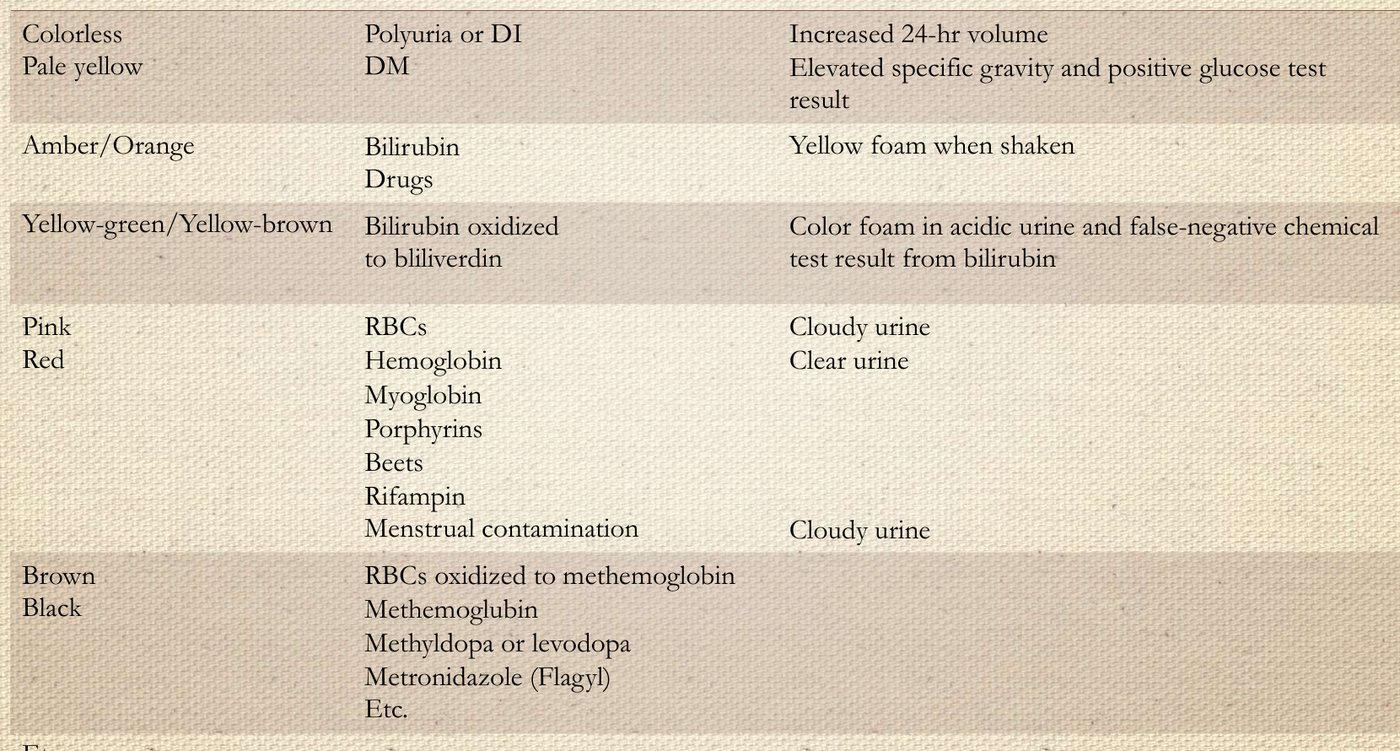 Colorless Polyuria or DI Increased 24-hr volume
Pale yellow DM Elevated specific gravity and positive glucose test
result
Amber/Orange Bilirubin Yellow foam when shaken
Drugs
Yellow-green/Yellow-brown Bilirubin oxidized Color foam in acidic urine and false-negative chemical
to bliliverdin test result from bilirubin
Pink RBCs Cloudy urine
Red Hemoglobin Clear urine
Myoglobin
Porphyrins
Beets
Rifampin
Menstrual contamination Cloudy urine
Brown RBCs oxidized to methemoglobin
Black Methemoglubin
Methyldopa or levodopa
Metronidazole (Flagyl)
Etc.